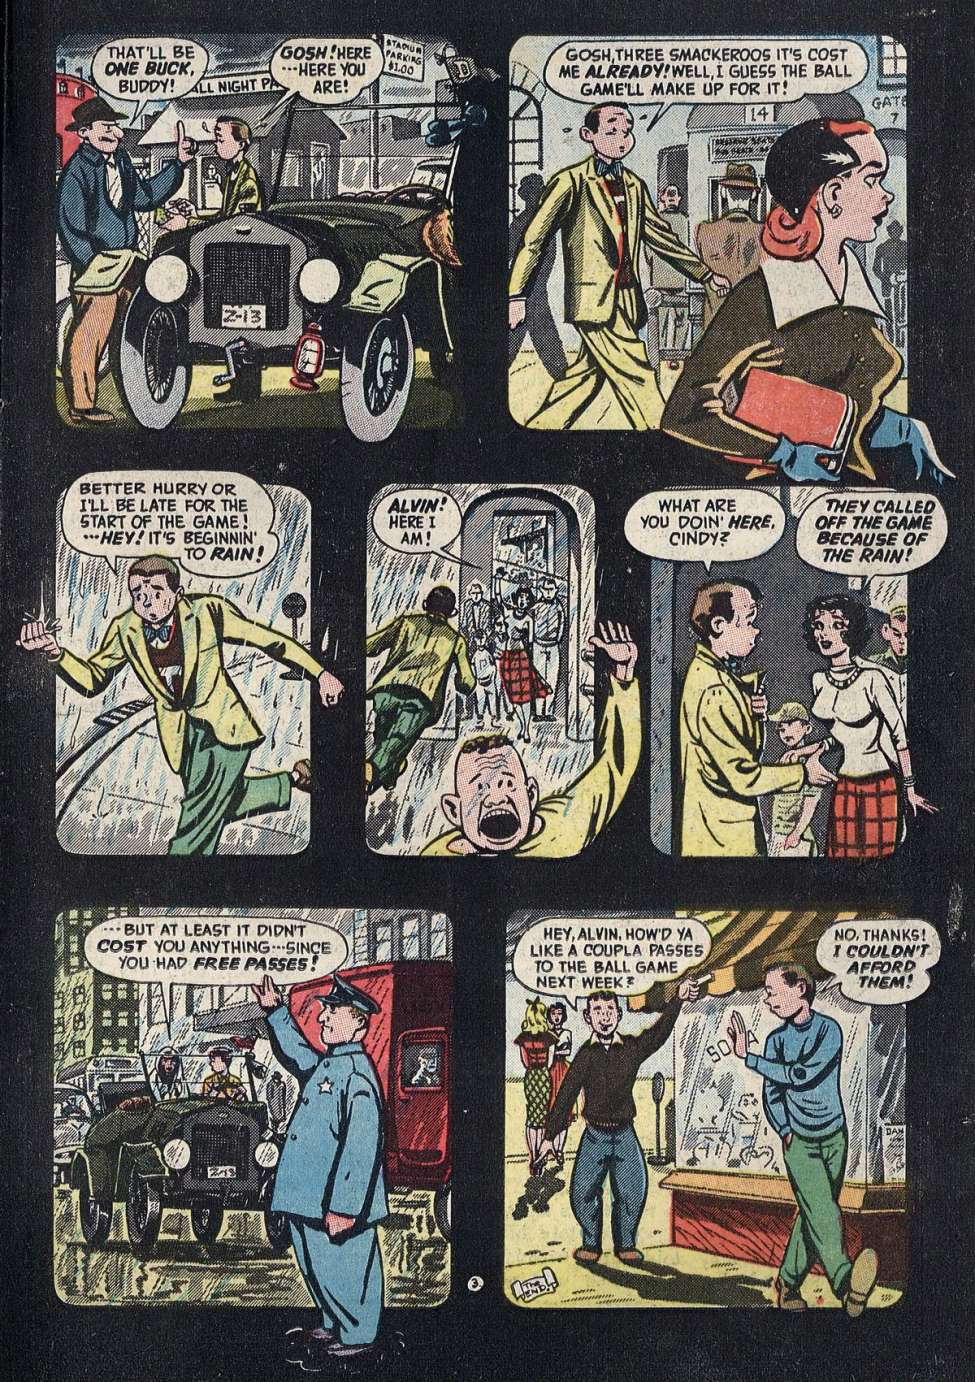 THAT'LL BE
ONE BUCK,
BUDDY!
GOSH! HERE
...HERE YOU
ARE!
ALL NIGHT PA
STADIUM
PARKING
$1.00
Z-13
GOSH, THREE SMACKEROOS IT'S COST
ME ALREADY! WELL, I GUESS THE BALL
GAME'LL MAKE UP FOR IT!
14
GATE
7
BETTER HURRY OR
I'LL BE LATE FOR THE
START OF THE GAME!
...HEY! IT'S BEGINNIN'
TO RAIN!
ALVIN!
HERE I
AM!
WHAT ARE
YOU DOIN' HERE,
CINDY?
THEY CALLED
OFF THE GAME
BECAUSE OF
THE RAIN!
...BUT AT LEAST IT DIDN'T
COST YOU ANYTHING...SINCE
YOU HAD FREE PASSES!
Z-13
3
HEY, ALVIN, HOW'D YA
LIKE A COUPLA PASSES
TO THE BALL GAME
NEXT WEEK?
NO, THANKS!
I COULDN'T
AFFORD
THEM!
SODA
THE
END!